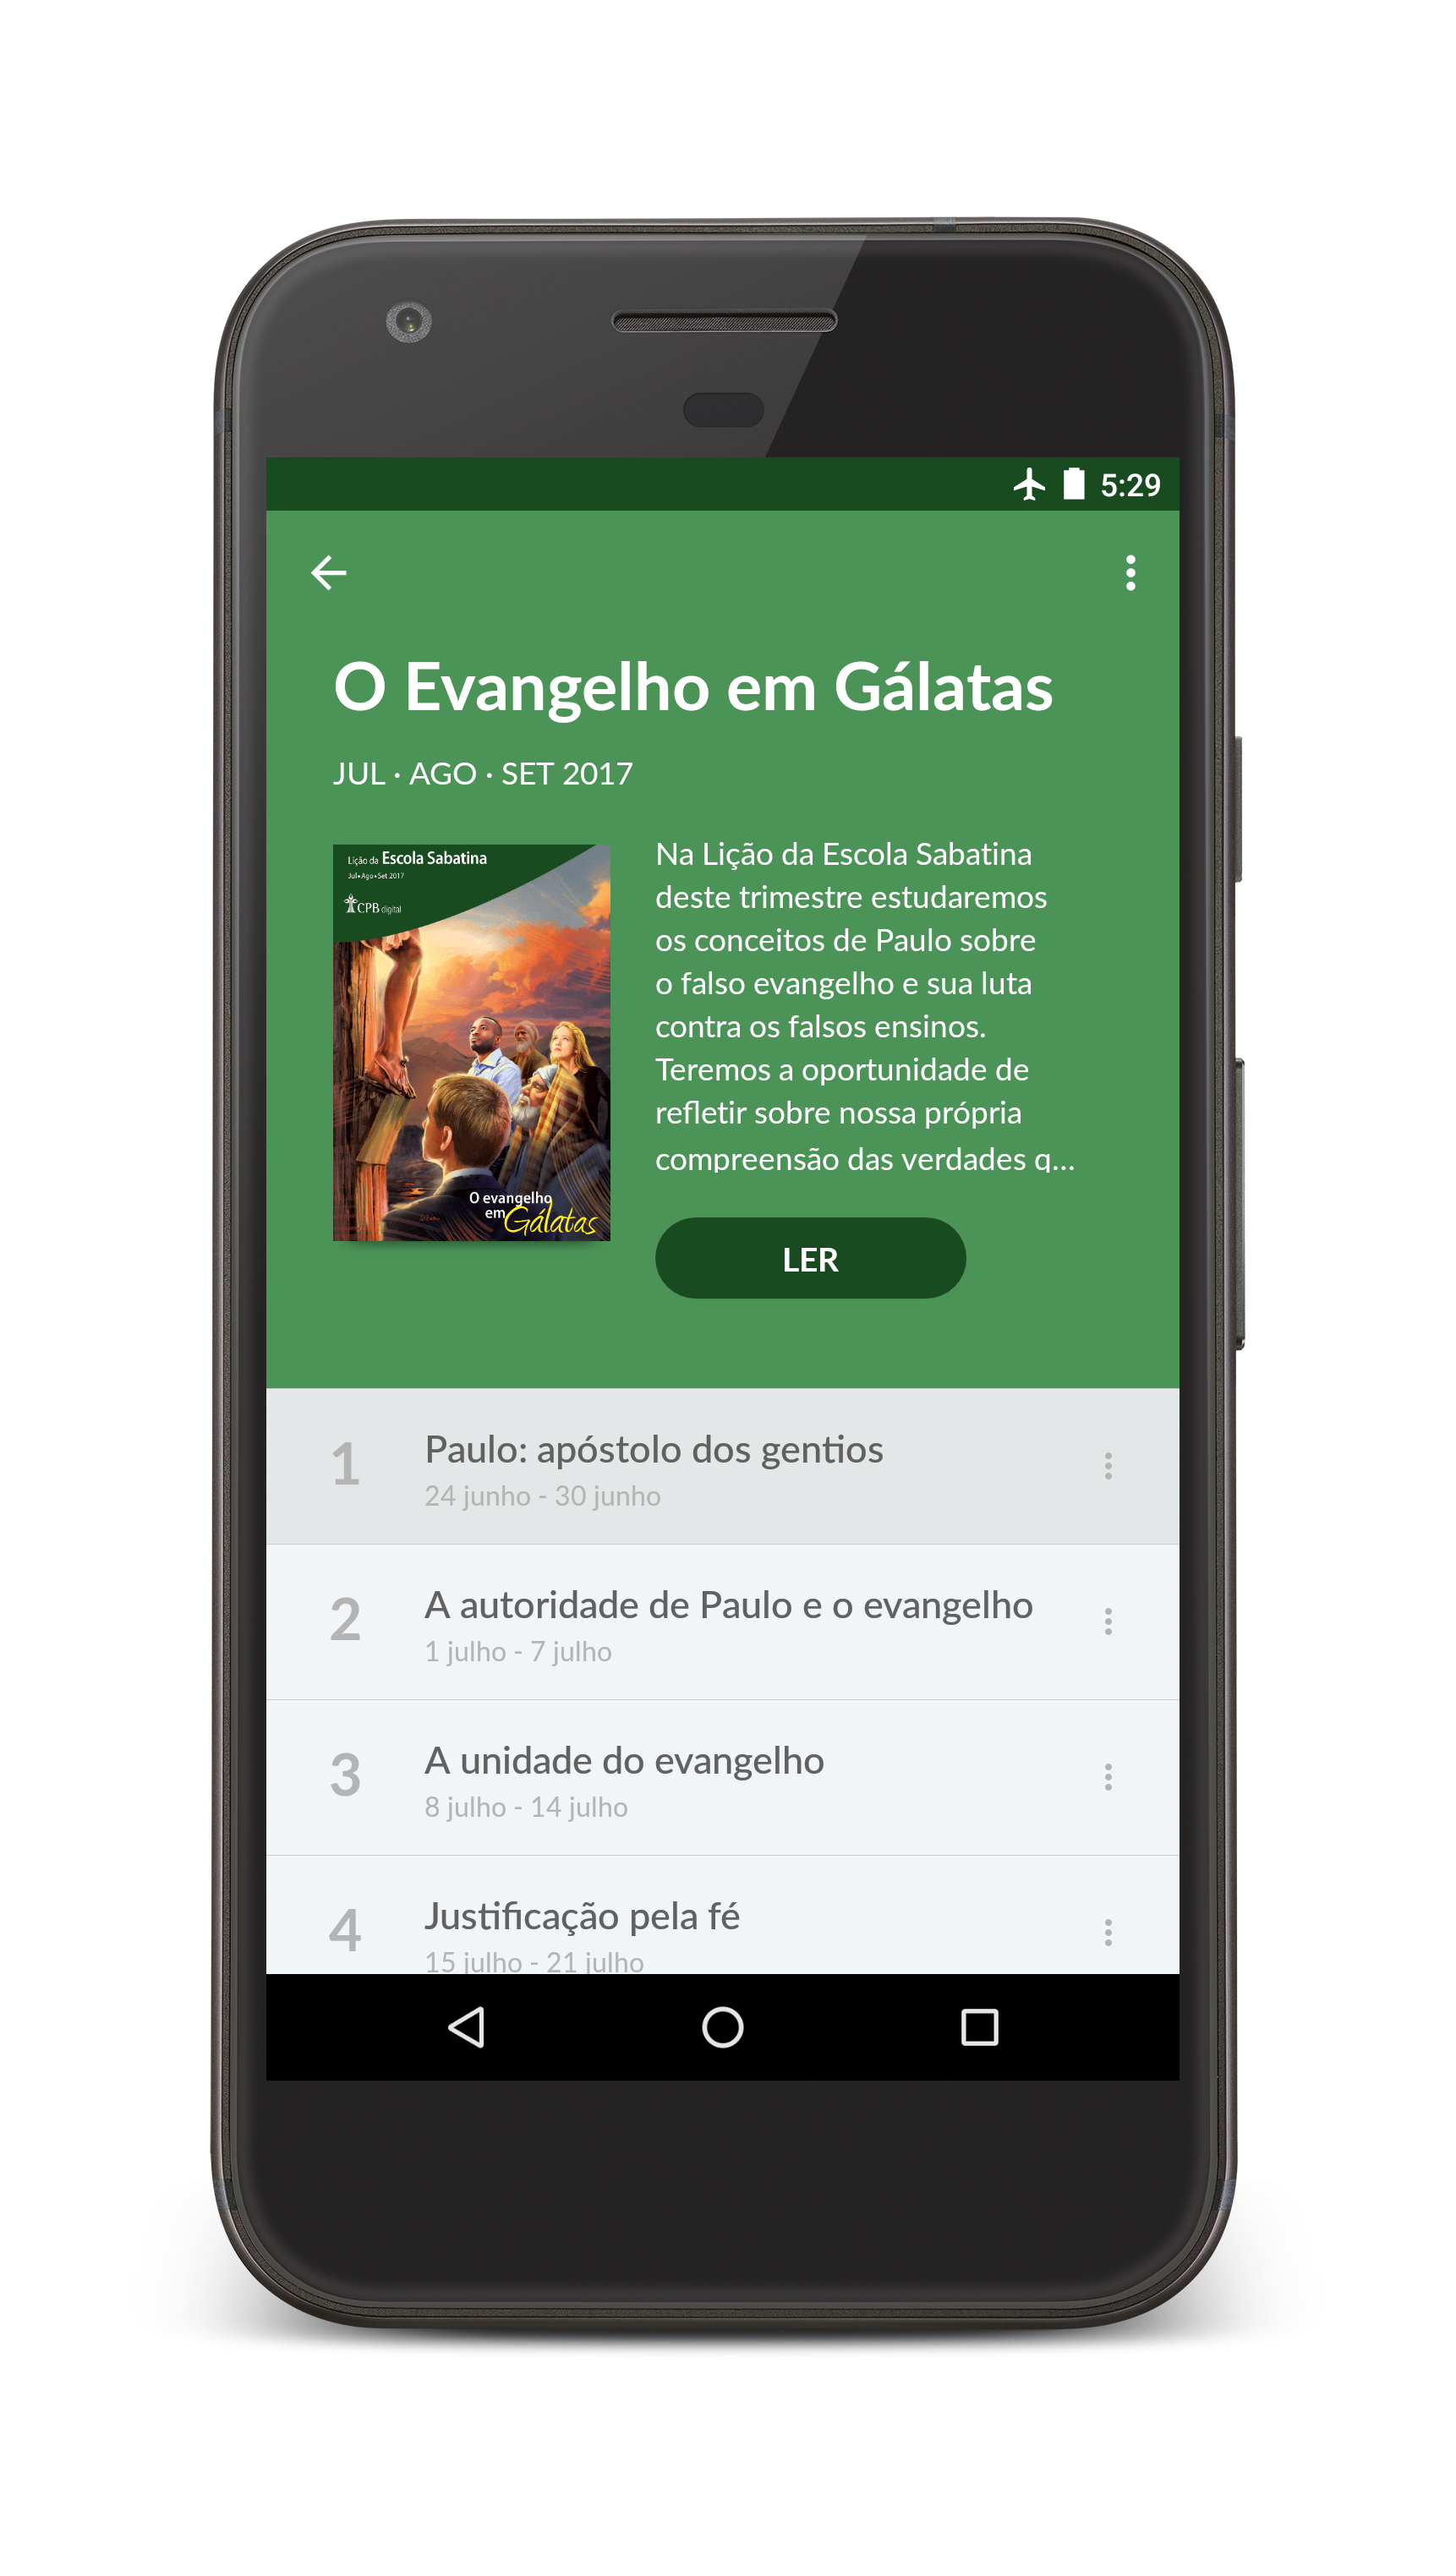 5:29
O Evangelho em Gálatas
JUL · AGO · SET 2017
Lição da Escola Sabatina
Jul•Ago•Set 2017
CPB digital
O evangelho
em Gálatas
Na Lição da Escola Sabatina
deste trimestre estudaremos
os conceitos de Paulo sobre
o falso evangelho e sua luta
contra os falsos ensinos.
Teremos a oportunidade de
refletir sobre nossa própria
compreensão das verdades q...
LER
1
Paulo: apóstolo dos gentios
24 junho - 30 junho
2
A autoridade de Paulo e o evangelho
1 julho - 7 julho
3
A unidade do evangelho
8 julho - 14 julho
4
Justificação pela fé
15 julho - 21 julho